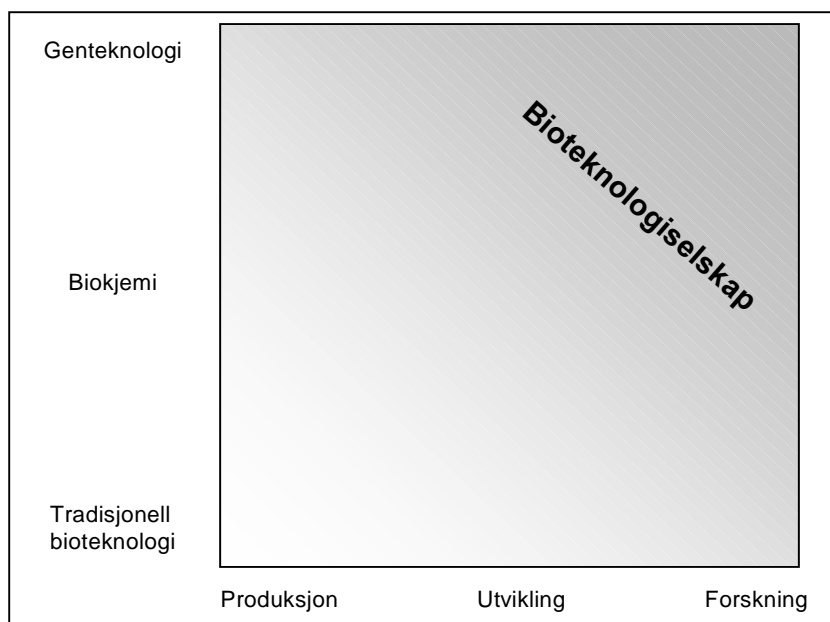 Genteknologi
Bioteknologiselskap
Biokjemi
Tradisjonell
bioteknologi
Produksjon Utvikling Forskning